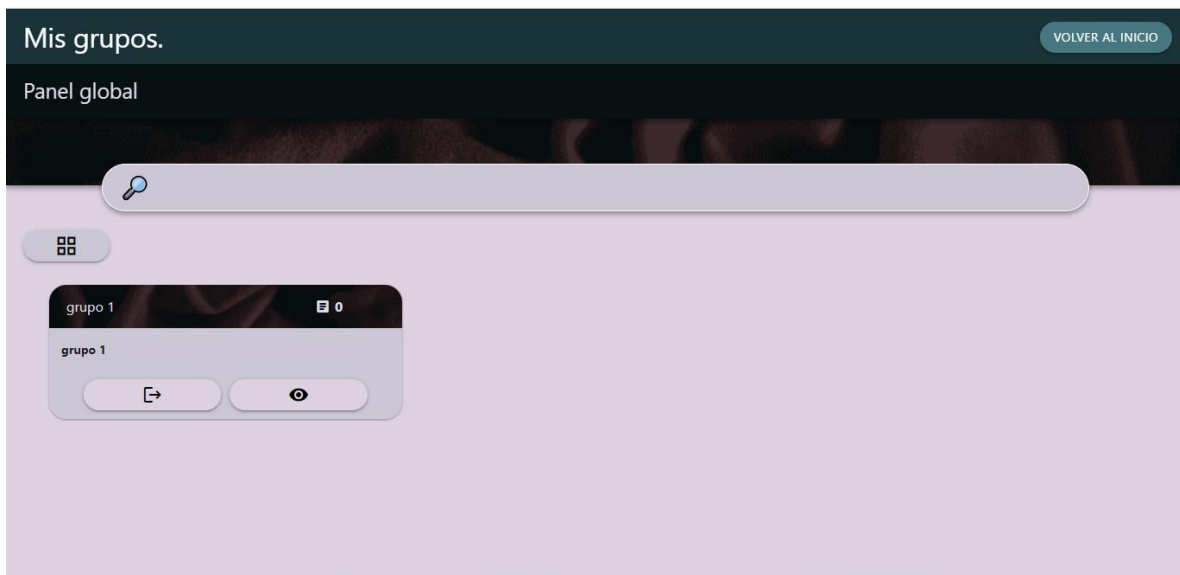 Mis grupos.
VOLVER AL INICIO
Panel global
grupo 1
0
grupo 1